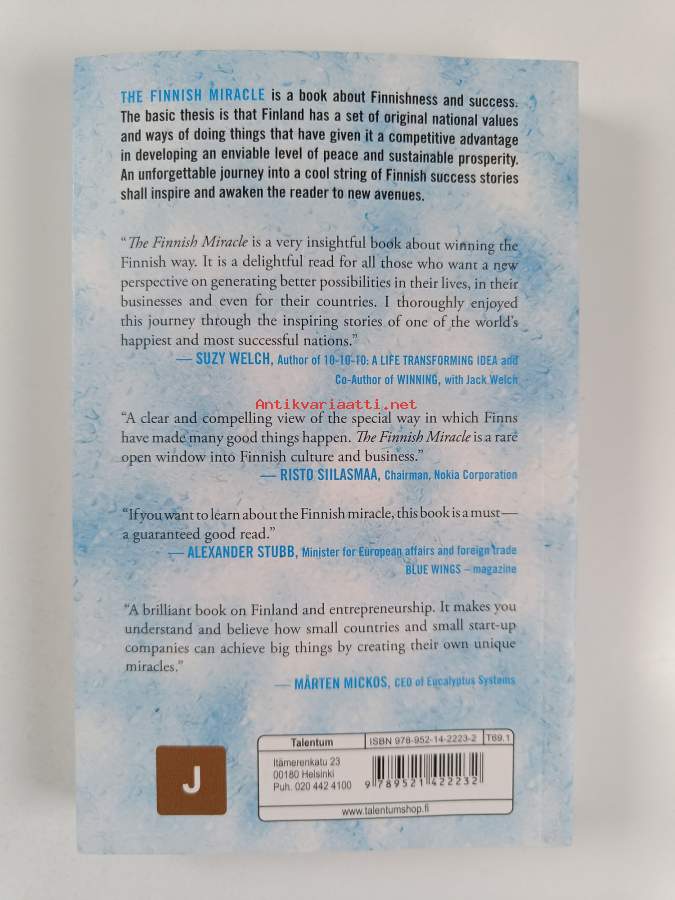 THE FINNISH MIRACLE is a book about Finnishness and success.
The basic thesis is that Finland has a set of original national values
and ways of doing things that have given it a competitive advantage
in developing an enviable level of peace and sustainable prosperity.
An unforgettable journey into a cool string of Finnish success stories
shall inspire and awaken the reader to new avenues.
“The Finnish Miracle is a very insightful book about winning the
Finnish way. It is a delightful read for all those who want a new
perspective on generating better possibilities in their lives, in their
businesses and even for their countries. I thoroughly enjoyed
this journey through the inspiring stories of one of the world’s
happiest and most successful nations.”
— SUZY WELCH, Author of 10-10-10: A LIFE TRANSFORMING IDEA and
Co-Author of WINNING, with Jack Welch
Antikvariaatti.net
“A clear and compelling view of the special way in which Finns
have made many good things happen. The Finnish Miracle is a rare
open window into Finnish culture and business.”
— RISTO SIILASMAA, Chairman, Nokia Corporation
“If you want to learn about the Finnish miracle, this book is a must—
a guaranteed good read.”
— ALEXANDER STUBB, Minister for European affairs and foreign trade
BLUE WINGS – magazine
“A brilliant book on Finland and entrepreneurship. It makes you
understand and believe how small countries and small start-up
companies can achieve big things by creating their own unique
miracles.”
— MÅRTEN MICKOS, CEO of Eucalyptus Systems
J
Talentum
ISBN 978-952-14-2223-2
T69.1
Itämerenkatu 23
00180 Helsinki
Puh. 020 442 4100
9 789521 422232
www.talentumshop.fi